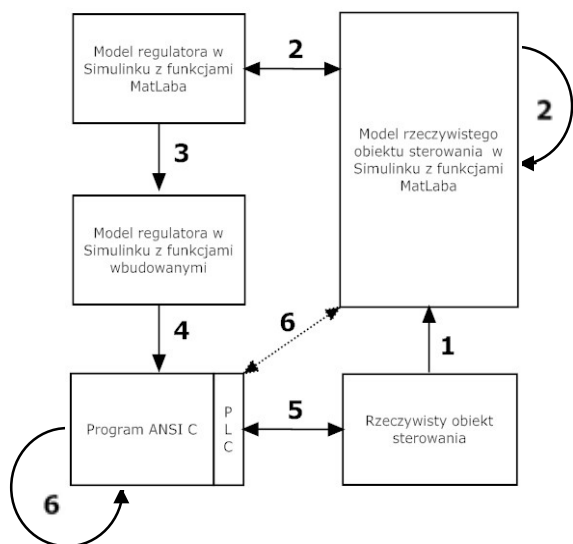 Model regulatora w
Simulinku z funkcjami
MatLaba
2
Model rzeczywistego
obiektu sterowania w
Simulinku z funkcjami
MatLaba
2
3
Model regulatora w
Simulinku z funkcjami
wbudowanymi
4
6
1
Program ANSI C
P
L
C
5
Rzeczywisty obiekt
sterowania
6